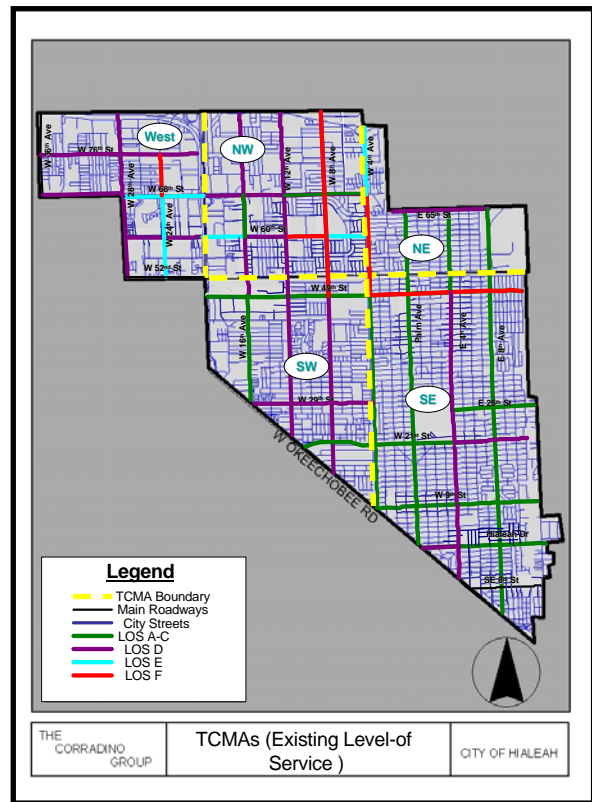 West
NW
W 36th Ave
W 76th St
W 28th Ave
W 68th St
W 24th Ave
W 52nd St
W 12th Ave
W 8th Ave
W 4th Ave
W 60th St
E 65th St
NE
W 49th St
W 16th Ave
Palm Ave
E 4th Ave
E 8th Ave
SW
SE
W 29th St
E 25th St
W 21st St
W OKEECHOBEE RD
W 9th St
Hialeah Dr
SE 8th St
Legend
TCMA Boundary
Main Roadways
City Streets
LOS A-C
LOS D
LOS E
LOS F
THE
CORRADINO
GROUP
TCMAs (Existing Level-of
Service )
CITY OF HIALEAH